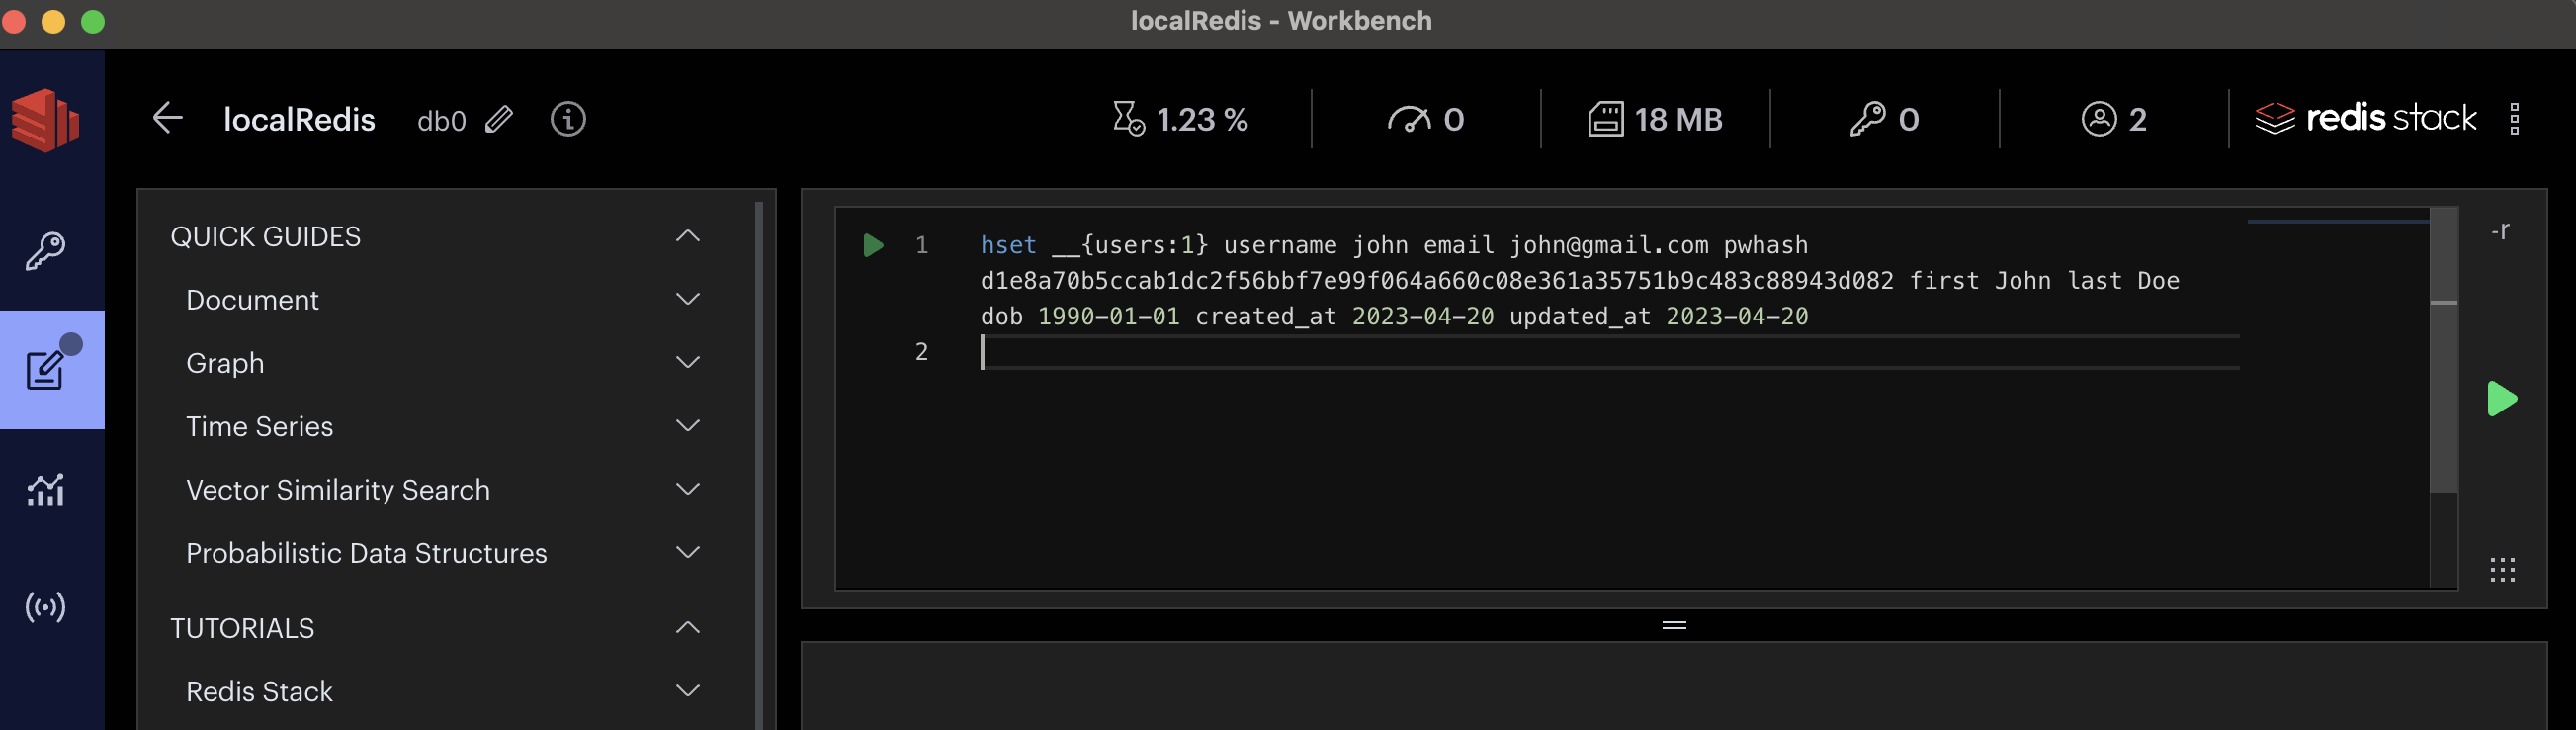 localRedis - Workbench
localRedis db0 1.23 % 0 18 MB 0 2 redis stack
QUICK GUIDES
Document
Graph
Time Series
Vector Similarity Search
Probabilistic Data Structures
TUTORIALS
Redis Stack
1 hset __{users:1} username john email john@gmail.com pwhash
d1e8a70b5ccab1dc2f56bbf7e99f064a660c08e361a35751b9c483c88943d082 first John last Doe
dob 1990-01-01 created_at 2023-04-20 updated_at 2023-04-20
2
-r